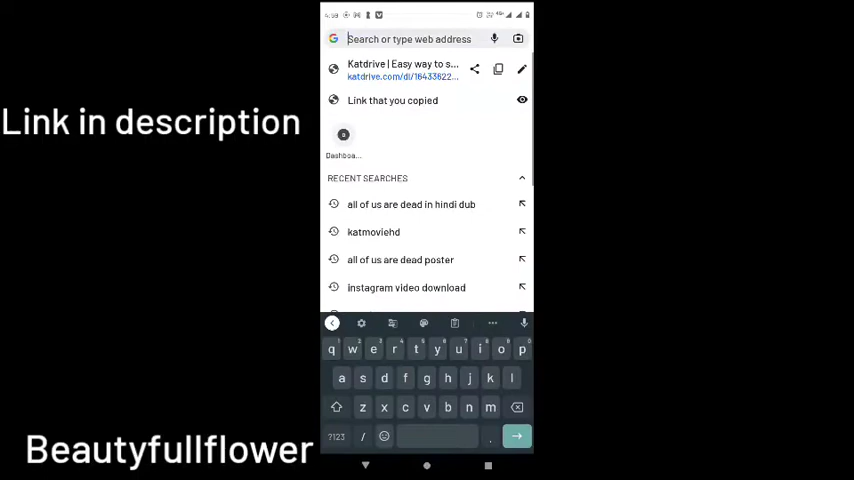 4:59
Search or type web address
Katdrive | Easy way to s...
katdrive.com/dl/16433622...
Link that you copied
Link in description
D
Dashboa...
RECENT SEARCHES
all of us are dead in hindi dub
katmoviehd
all of us are dead poster
instagram video download
q w e r t y u i o p
a s d f g h j k l
z x c v b n m
?123 / .
Beautyfullflower